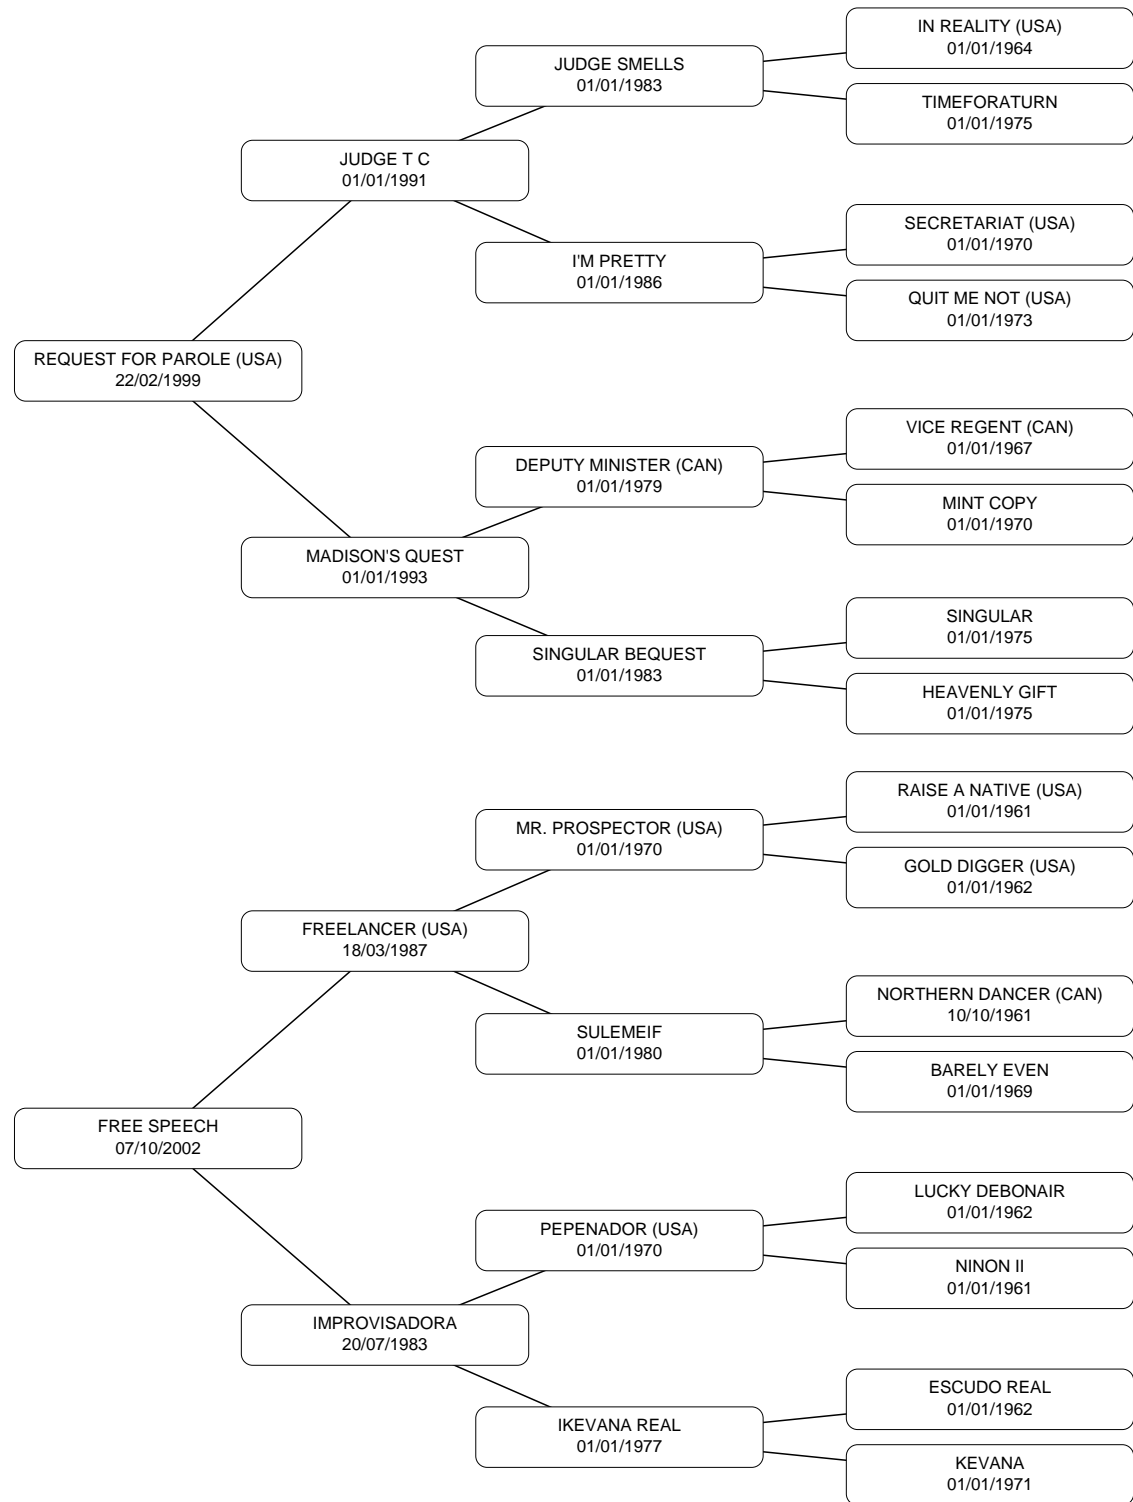 IN REALITY (USA)
01/01/1964
JUDGE SMELLS
01/01/1983
TIMEFORATURN
01/01/1975
JUDGE T C
01/01/1991
SECRETARIAT (USA)
01/01/1970
I'M PRETTY
01/01/1986
QUIT ME NOT (USA)
01/01/1973
REQUEST FOR PAROLE (USA)
22/02/1999
VICE REGENT (CAN)
01/01/1967
DEPUTY MINISTER (CAN)
01/01/1979
MINT COPY
01/01/1970
MADISON'S QUEST
01/01/1993
SINGULAR
01/01/1975
SINGULAR BEQUEST
01/01/1983
HEAVENLY GIFT
01/01/1975
RAISE A NATIVE (USA)
01/01/1961
MR. PROSPECTOR (USA)
01/01/1970
GOLD DIGGER (USA)
01/01/1962
FREELANCER (USA)
18/03/1987
NORTHERN DANCER (CAN)
10/10/1961
SULEMEIF
01/01/1980
BARELY EVEN
01/01/1969
FREE SPEECH
07/10/2002
LUCKY DEBONAIR
01/01/1962
PEPENADOR (USA)
01/01/1970
NINON II
01/01/1961
IMPROVISADORA
20/07/1983
ESCUDO REAL
01/01/1962
IKEVANA REAL
01/01/1977
KEVANA
01/01/1971